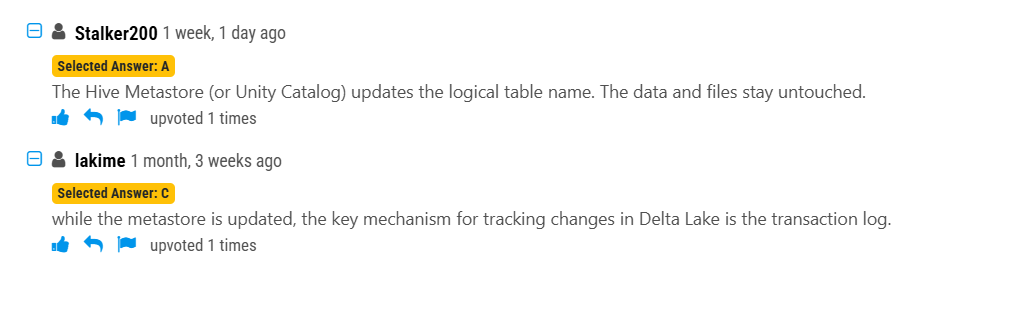 Stalker200 1 week, 1 day ago
Selected Answer: A
The Hive Metastore (or Unity Catalog) updates the logical table name. The data and files stay untouched.
upvoted 1 times
lakime 1 month, 3 weeks ago
Selected Answer: C
while the metastore is updated, the key mechanism for tracking changes in Delta Lake is the transaction log.
upvoted 1 times